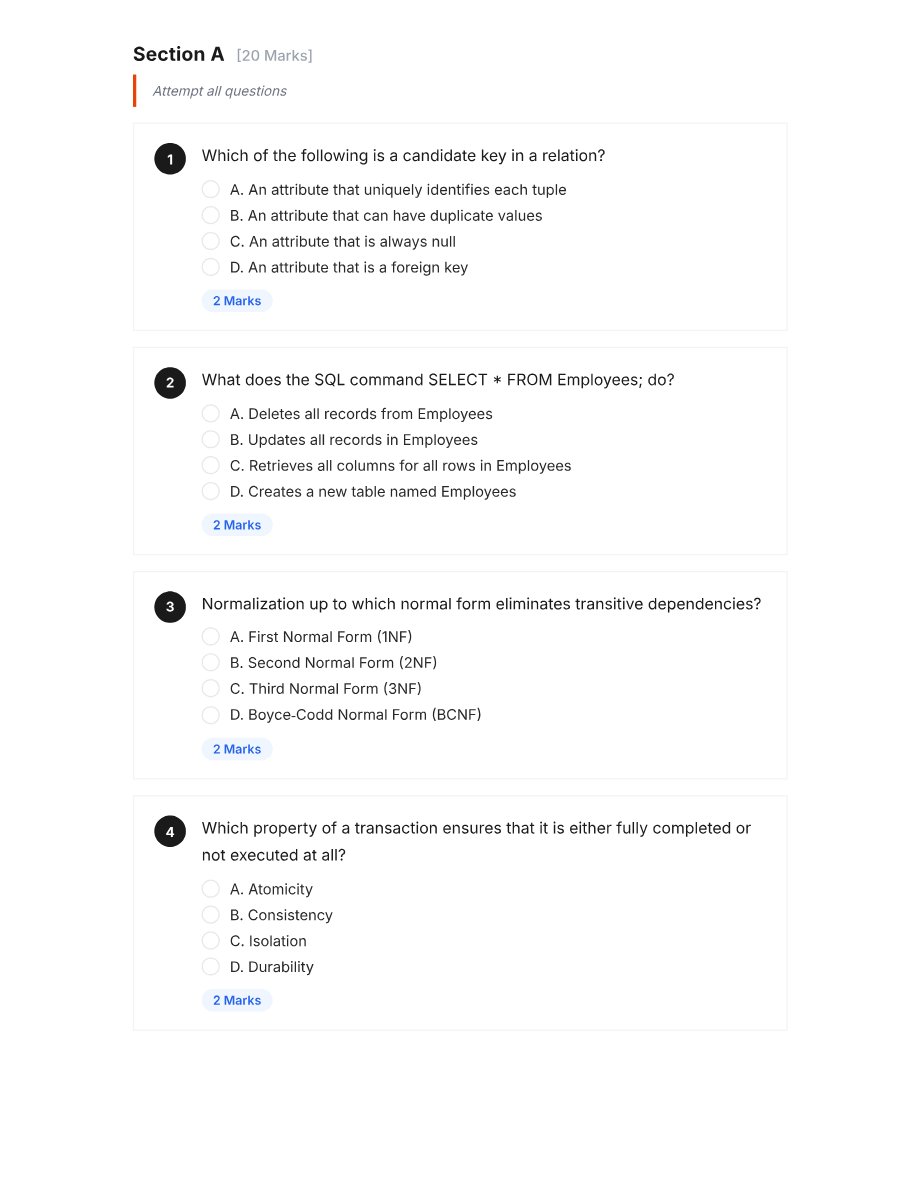 Section A [20 Marks]
Attempt all questions
1 Which of the following is a candidate key in a relation?
A. An attribute that uniquely identifies each tuple
B. An attribute that can have duplicate values
C. An attribute that is always null
D. An attribute that is a foreign key
2 Marks
2 What does the SQL command SELECT * FROM Employees; do?
A. Deletes all records from Employees
B. Updates all records in Employees
C. Retrieves all columns for all rows in Employees
D. Creates a new table named Employees
2 Marks
3 Normalization up to which normal form eliminates transitive dependencies?
A. First Normal Form (1NF)
B. Second Normal Form (2NF)
C. Third Normal Form (3NF)
D. Boyce-Codd Normal Form (BCNF)
2 Marks
4 Which property of a transaction ensures that it is either fully completed or
not executed at all?
A. Atomicity
B. Consistency
C. Isolation
D. Durability
2 Marks